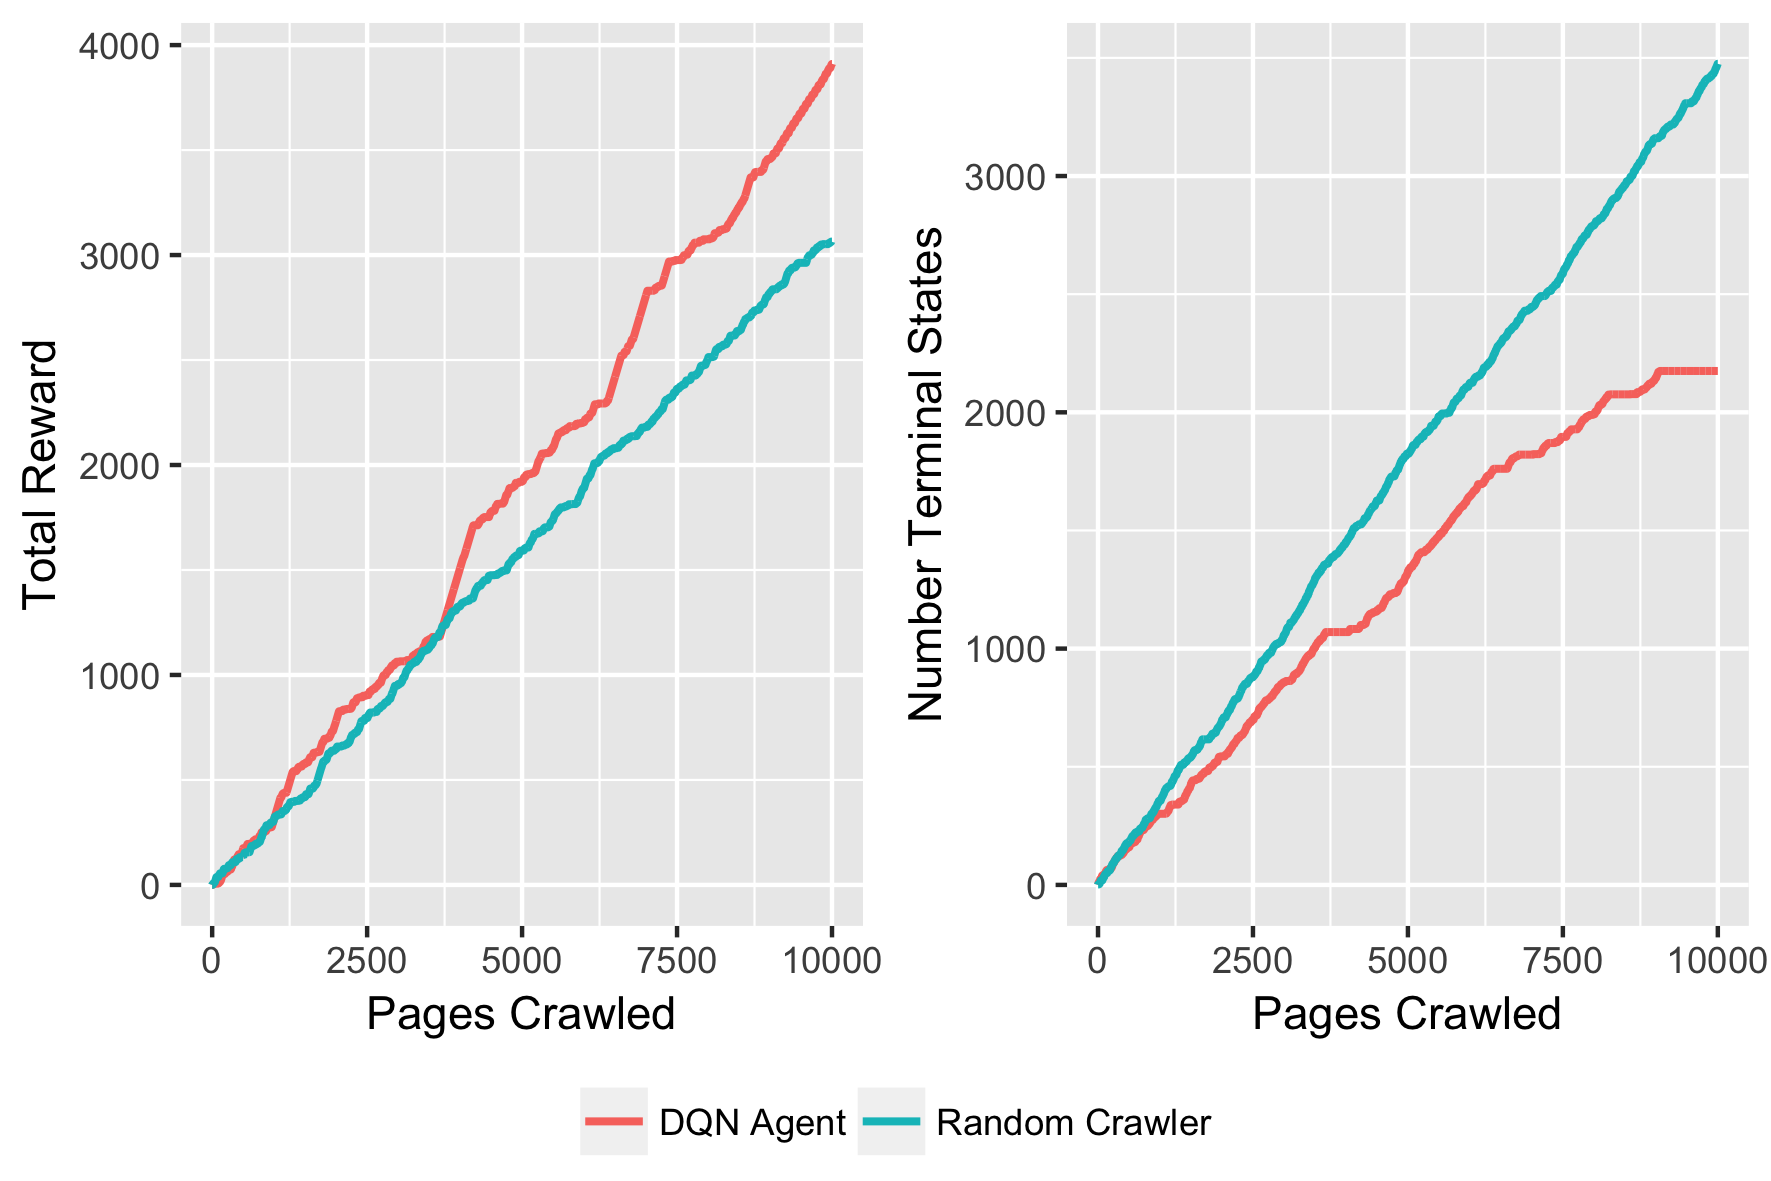 4000
3000
2000
1000
0
Total Reward
0 2500 5000 7500 10000
Pages Crawled
3000
2000
1000
0
Number Terminal States
0 2500 5000 7500 10000
Pages Crawled
DQN Agent Random Crawler